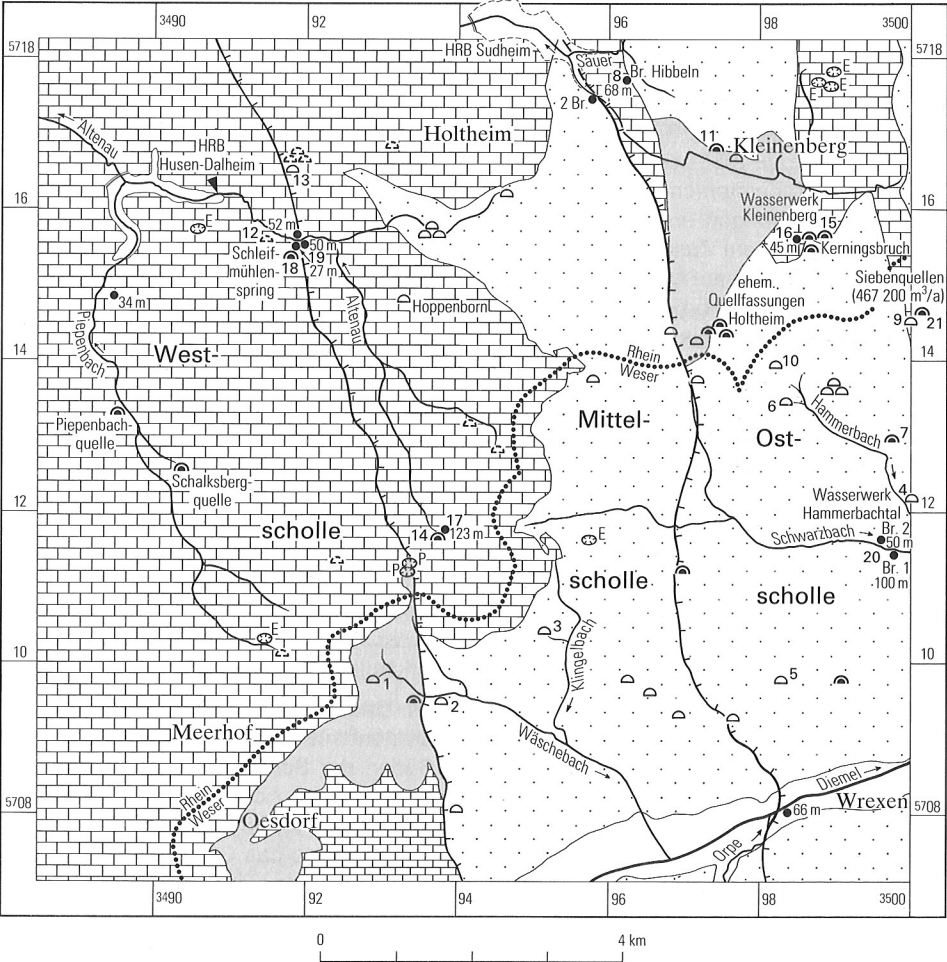 3490
92
96
98
3500
5718
5718
HRB Sudheim
Sauer
8
Br. Hibbeln
68 m
2 Br.
E
E
E
Altenau
HRB
Husen-Dalheim
Holtheim
11
Kleinenberg
13
16
16
E
12
52 m
50 m
19
27 m
18
Schleif-
mühlen-
spring
Wasserwerk
Kleinenberg
16
15
45 m
Kerningsbruch
Siebenquellen
(467 200 m³/a)
9
21
34 m
Piepenbach
Altenau
Hoppenborn
ehem.
Quellfassungen
Holtheim
14
14
West-
Rhein
Weser
10
Mittel-
6
Hammerbach
Ost-
7
Piepenbach-
quelle
Schalksberg-
quelle
4
12
12
Wasserwerk
Hammerbachtal
Schwarzbach
Br. 2
50 m
20
Br. 1
100 m
scholle
17
14
123 m
P
P
E
scholle
scholle
E
3
Klingelbach
10
10
1
2
5
Meerhof
Wäschebach
Rhein
Weser
Diemel
Wrexen
5708
5708
Oesdorf
66 m
Orpe
3490
92
94
96
98
3500
0
4 km